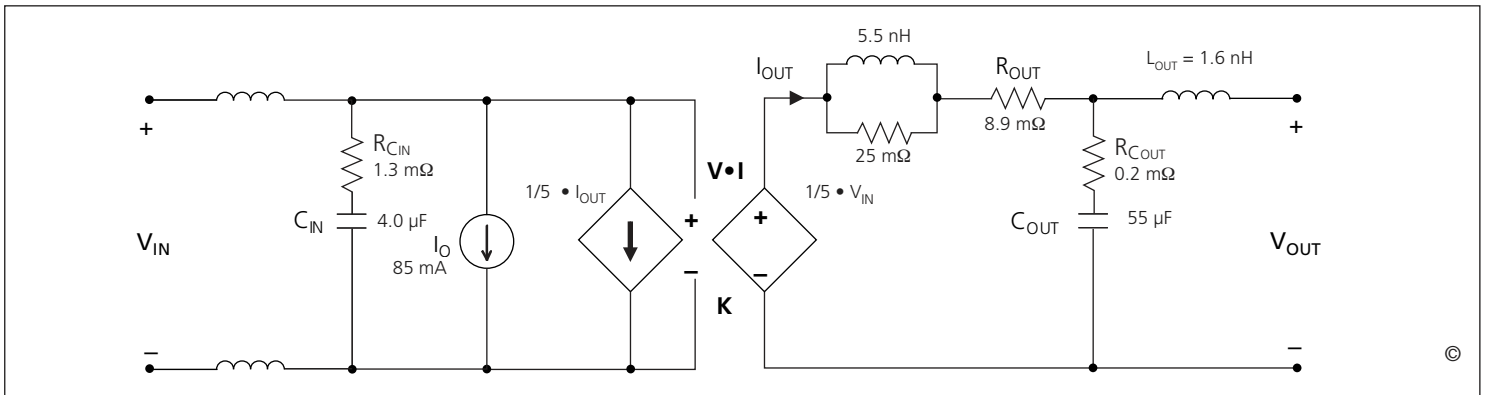 5.5 nH
L_OUT = 1.6 nH
I_OUT
R_OUT
8.9 mΩ
25 mΩ
+
+
R_CIN
1.3 mΩ
R_COUT
0.2 mΩ
V•I
1/5 • I_OUT
1/5 • V_IN
C_IN
4.0 µF
+
+
C_OUT
55 µF
V_IN
I_O
85 mA
V_OUT
–
–
K
–
–
©